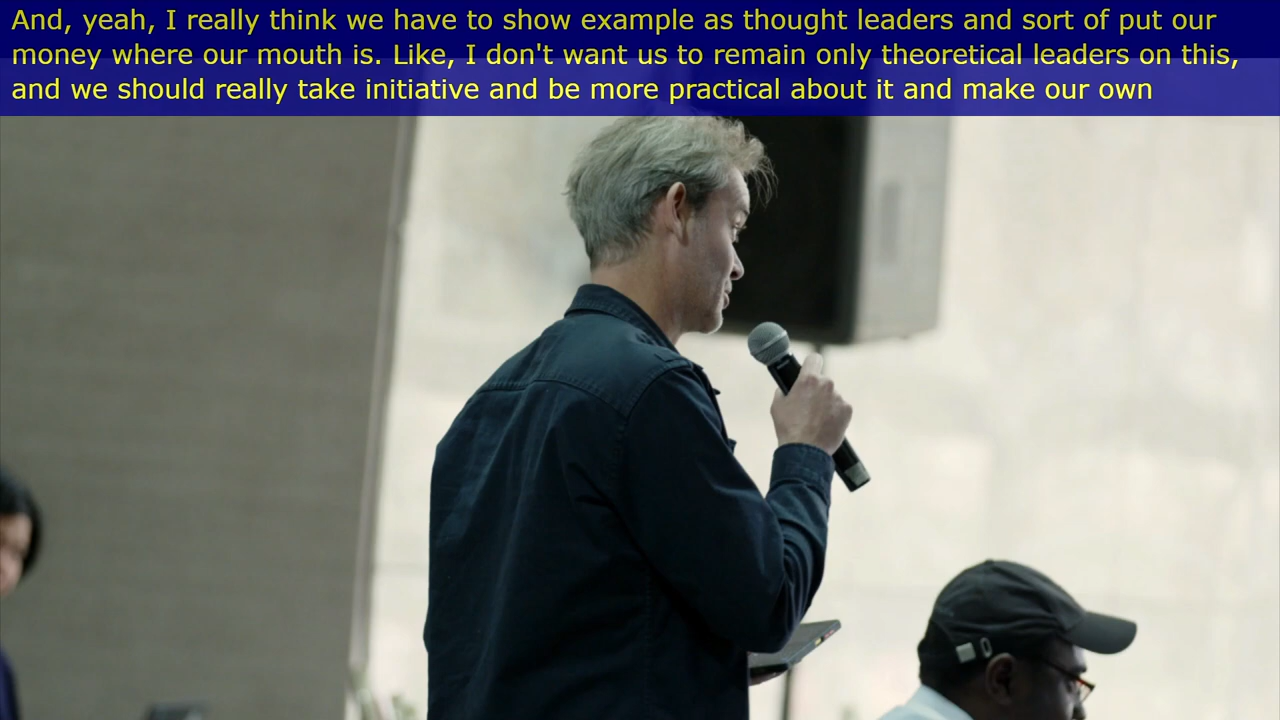 And, yeah, I really think we have to show example as thought leaders and sort of put our
money where our mouth is. Like, I don't want us to remain only theoretical leaders on this,
and we should really take initiative and be more practical about it and make our own